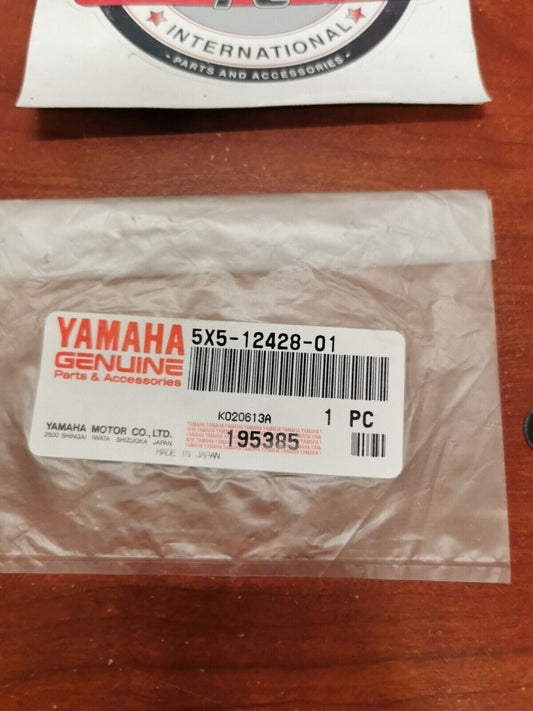 INTERNATIONAL
- PARTS AND ACCESSORIES -
YAMAHA
GENUINE
Parts & Accessories
5X5-12428-01
K020613A
1 PC
YAMAHA MOTOR CO., LTD.
2500 SHINGAI IWATA SHIZUOKA JAPAN
195385
MADE IN JAPAN